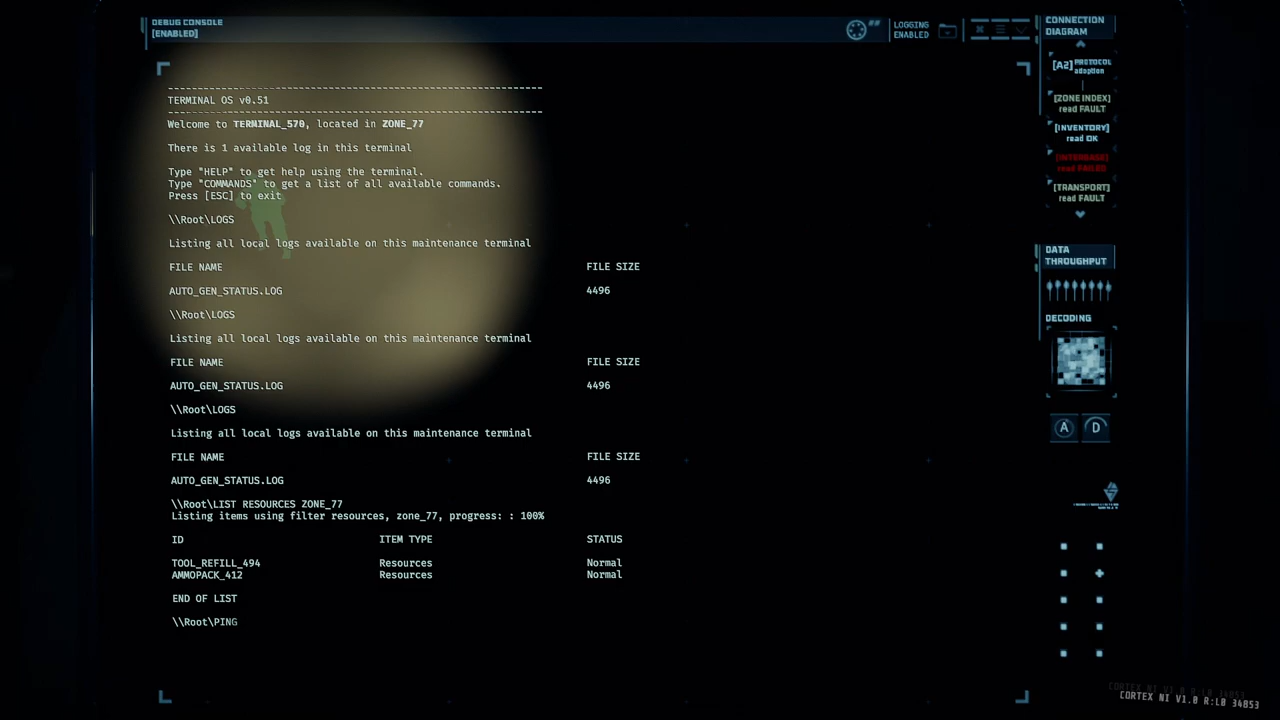 DEBUG CONSOLE
[ENABLED]
LOGGING
ENABLED
CONNECTION
DIAGRAM
[A2] PROTOCOL
adoption
[ZONE INDEX]
read FAULT
[INVENTORY]
read OK
[INTERBASE]
read FAILED
[TRANSPORT]
read FAULT
DATA
THROUGHPUT
DECODING
A D
TERMINAL OS v0.51
Welcome to TERMINAL_570, located in ZONE_77
There is 1 available log in this terminal
Type "HELP" to get help using the terminal.
Type "COMMANDS" to get a list of all available commands.
Press [ESC] to exit
\\Root\LOGS
Listing all local logs available on this maintenance terminal
FILE NAME FILE SIZE
AUTO_GEN_STATUS.LOG 4496
\\Root\LOGS
Listing all local logs available on this maintenance terminal
FILE NAME FILE SIZE
AUTO_GEN_STATUS.LOG 4496
\\Root\LOGS
Listing all local logs available on this maintenance terminal
FILE NAME FILE SIZE
AUTO_GEN_STATUS.LOG 4496
\\Root\LIST RESOURCES ZONE_77
Listing items using filter resources, zone_77, progress: : 100%
ID ITEM TYPE STATUS
TOOL_REFILL_494 Resources Normal
AMMOPACK_412 Resources Normal
END OF LIST
\\Root\PING
CORTEX NI V1.0 R:L0 34853